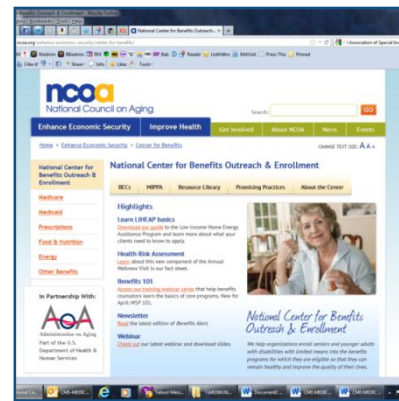 National Center for Benefits Outreach...
ncoa
National Council on Aging
Search:
GO
Enhance Economic Security
Improve Health
Get Involved
About NCOA
News
Events
Home › Enhance Economic Security › Center for Benefits
CHANGE TEXT SIZE: A A A
National Center for
Benefits Outreach &
Enrollment
Medicare
Medicaid
Prescriptions
Food & Nutrition
Energy
Other Benefits
In Partnership With:
AoA
Administration on Aging
Part of the U.S.
Department of Health &
Human Services
National Center for Benefits Outreach & Enrollment
BECs
MIPPA
Resource Library
Promising Practices
About the Center
Highlights
Learn LIHEAP basics
Download our guide to the Low Income Home Energy
Assistance Program and learn more about what your
clients need to know to apply.
Health Risk Assessment
Learn about this new component of the Annual
Wellness Visit in our fact sheet.
Benefits 101
Access our training webinar series that help benefits
counselors learn the basics of core programs. New for
April: MSP 101.
Newsletter
Read the latest edition of Benefits Alert.
Webinar
Check out our latest webinar and download slides.
National Center for Benefits
Outreach & Enrollment
We help organizations enroll seniors and younger adults
with disabilities with limited means into the benefits
programs for which they are eligible so that they can
remain healthy and improve the quality of their lives.